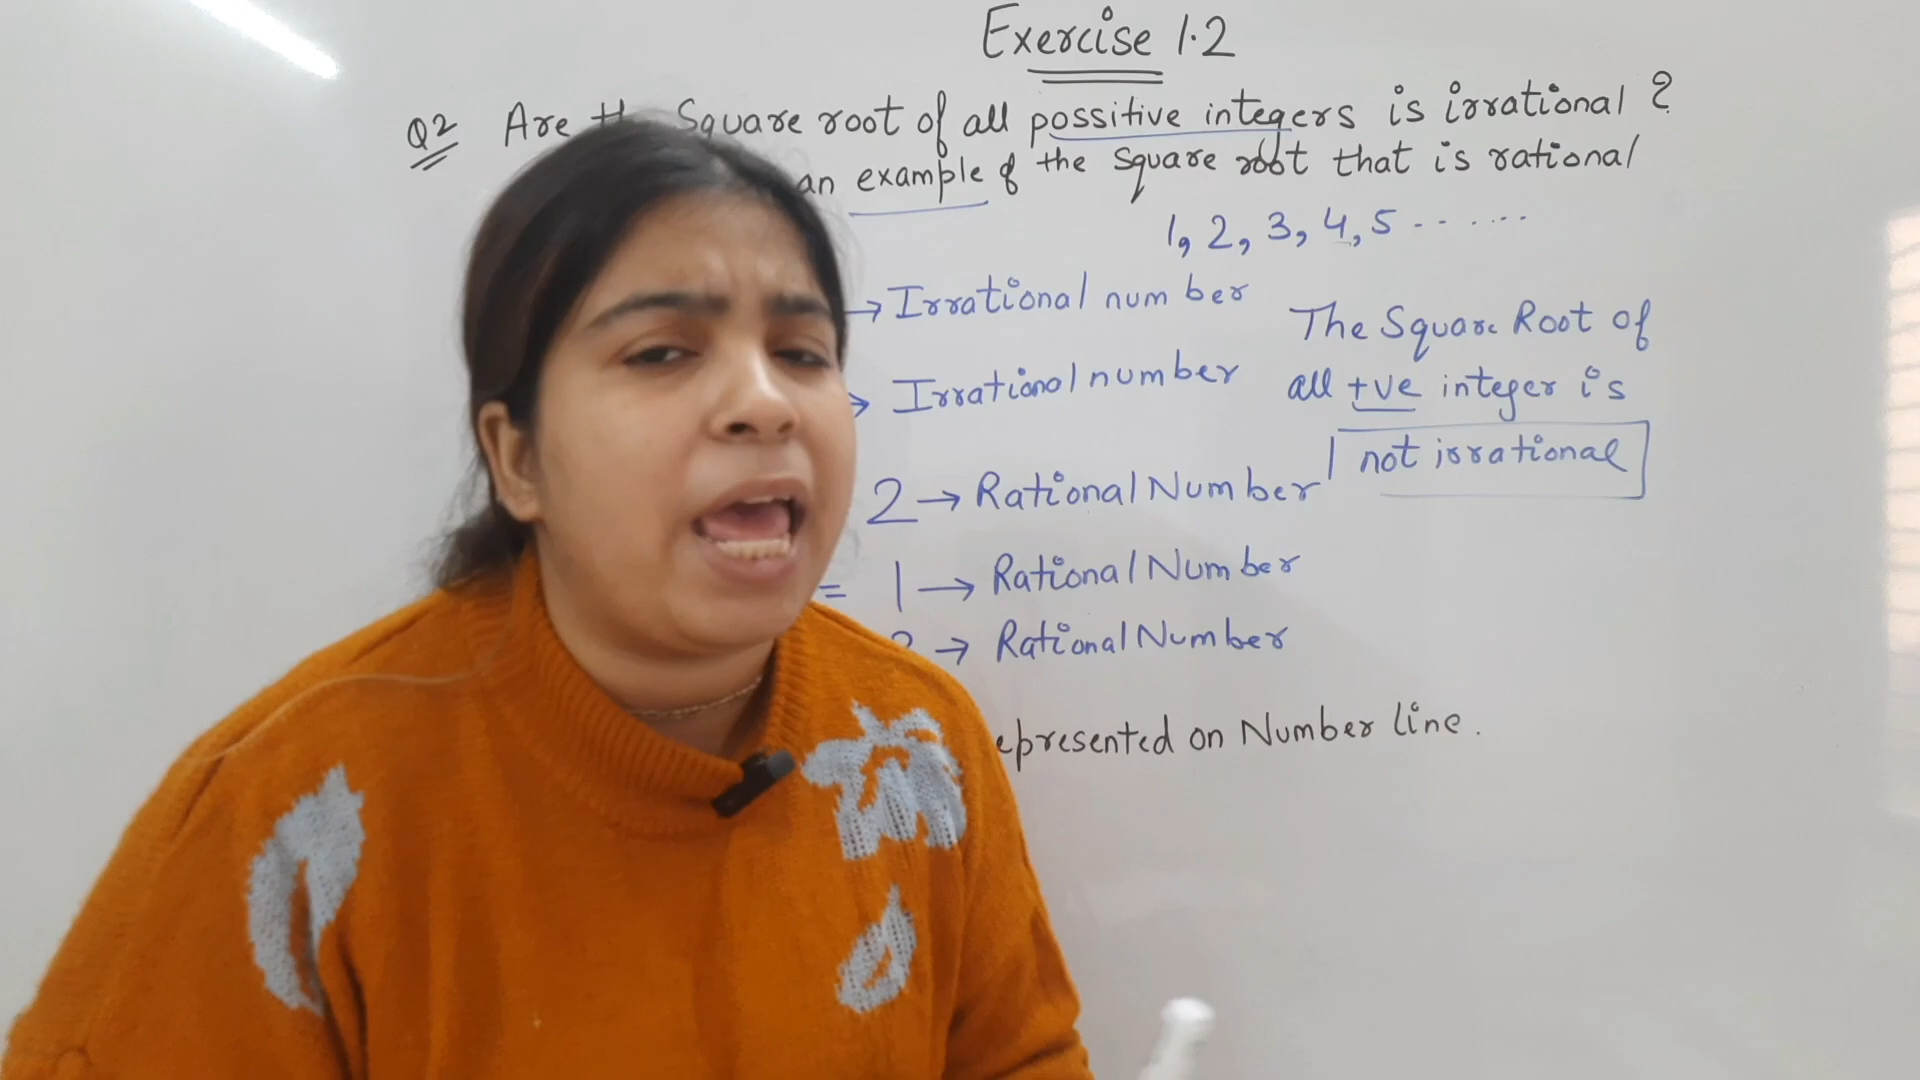 Exercise 1.2
Q2 Are Square root of all possitive integers is irrational ?
an example of the square root that is rational
1, 2, 3, 4, 5 - - - - - -
→ Irrational number
→ Irrational number
2 → Rational Number
= 1 → Rational Number
→ Rational Number
The Square Root of
all +ve integer is
not irrational
epresented on Number line.